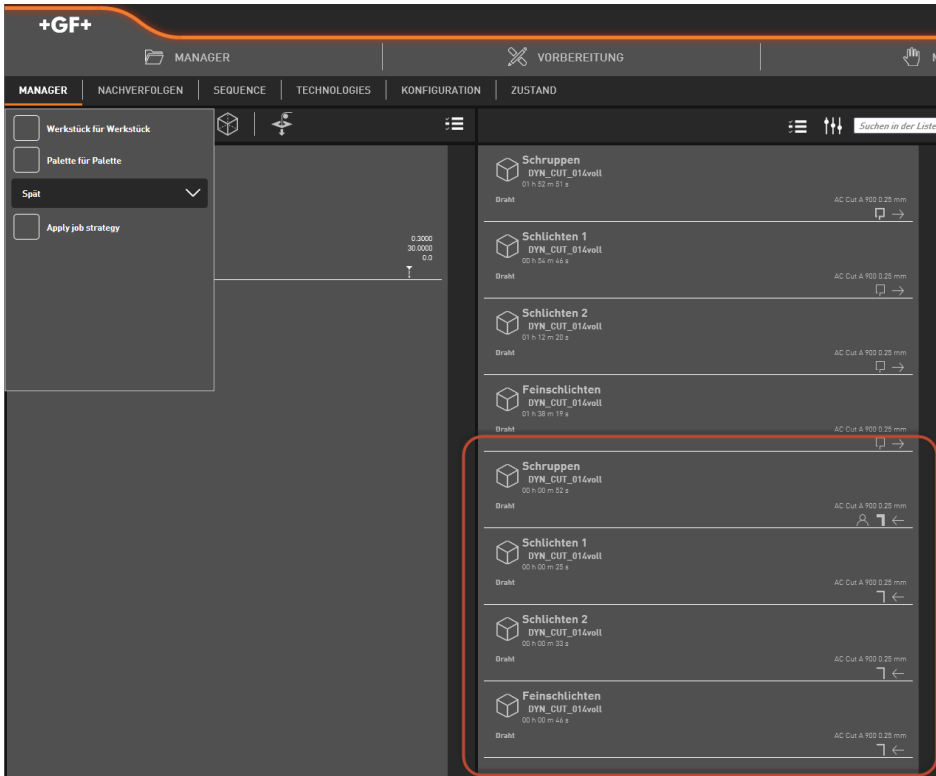 +GF+
MANAGER
VORBEREITUNG
MANAGER
NACHVERFOLGEN
SEQUENCE
TECHNOLOGIES
KONFIGURATION
ZUSTAND
Werkstück für Werkstück
Palette für Palette
Spät
Apply job strategy
0.3000
30.0000
0.0
Suchen in der Liste
Schruppen
DYN_CUT_014voll
01 h 52 m 51 s
Draht
AC Cut A 900 0.25 mm
Schlichten 1
DYN_CUT_014voll
00 h 54 m 46 s
Draht
AC Cut A 900 0.25 mm
Schlichten 2
DYN_CUT_014voll
01 h 12 m 20 s
Draht
AC Cut A 900 0.25 mm
Feinschlichten
DYN_CUT_014voll
01 h 38 m 19 s
Draht
AC Cut A 900 0.25 mm
Schruppen
DYN_CUT_014voll
00 h 00 m 52 s
Draht
AC Cut A 900 0.25 mm
Schlichten 1
DYN_CUT_014voll
00 h 00 m 25 s
Draht
AC Cut A 900 0.25 mm
Schlichten 2
DYN_CUT_014voll
00 h 00 m 33 s
Draht
AC Cut A 900 0.25 mm
Feinschlichten
DYN_CUT_014voll
00 h 00 m 46 s
Draht
AC Cut A 900 0.25 mm